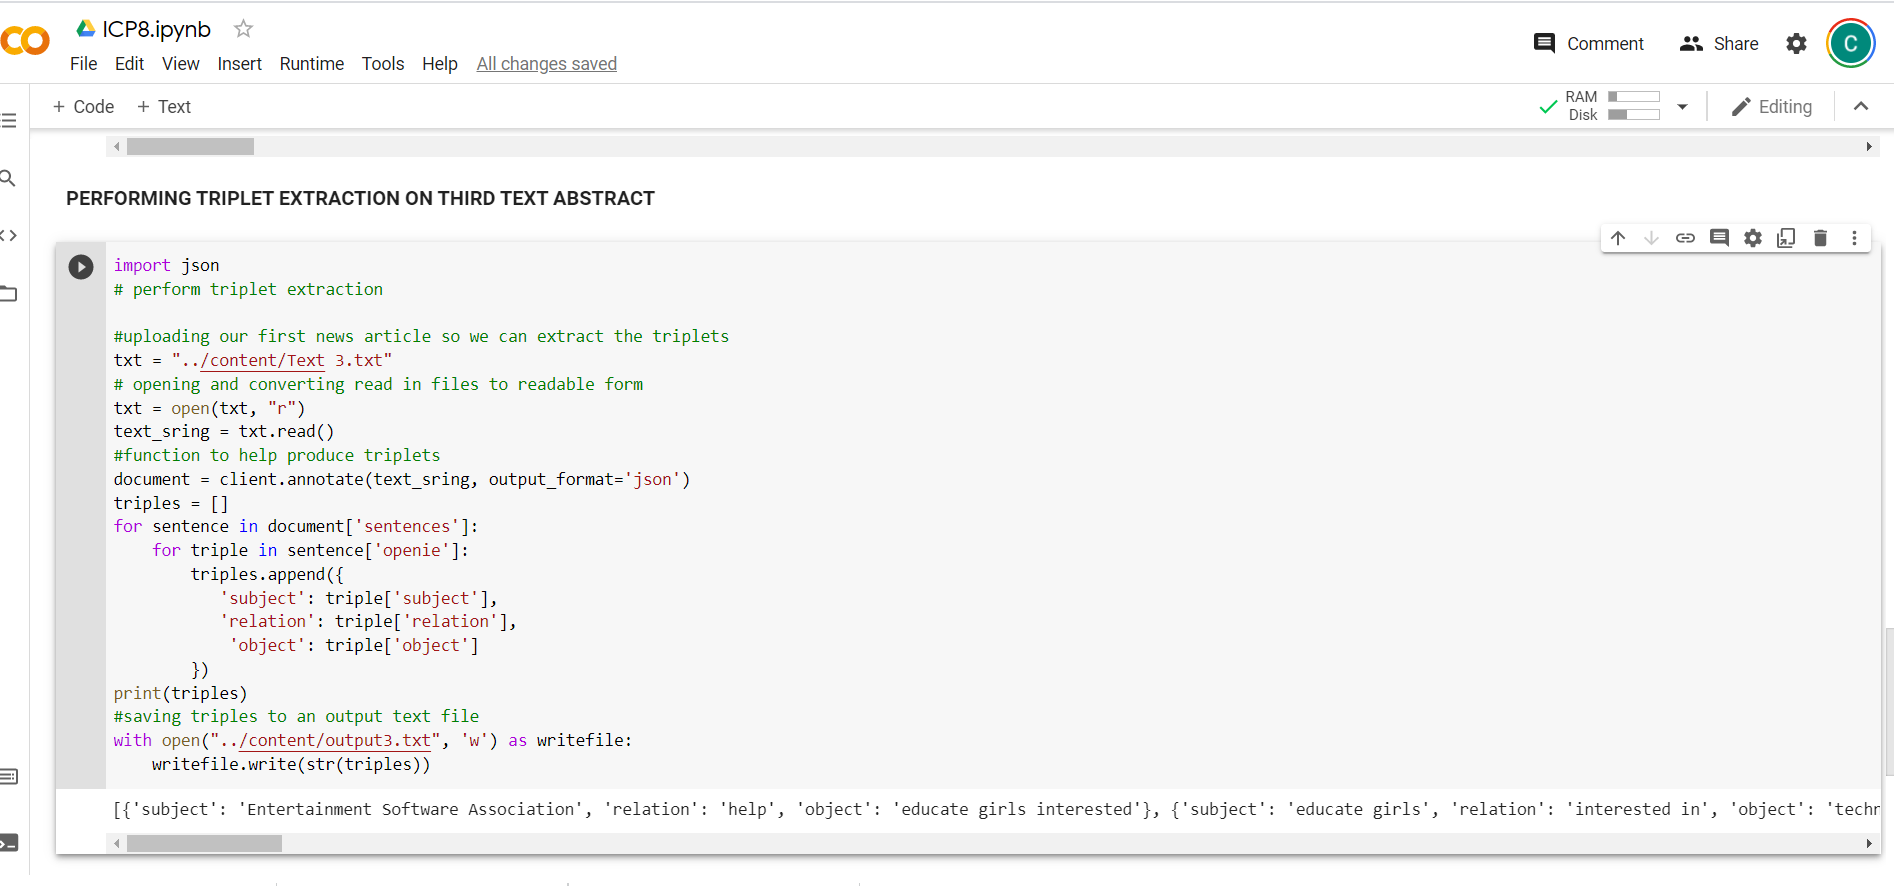 ICP8.ipynb
File Edit View Insert Runtime Tools Help All changes saved
Comment Share C
+ Code + Text
RAM
Disk
Editing
PERFORMING TRIPLET EXTRACTION ON THIRD TEXT ABSTRACT
import json
# perform triplet extraction
#uploading our first news article so we can extract the triplets
txt = "../content/Text 3.txt"
# opening and converting read in files to readable form
txt = open(txt, "r")
text_sring = txt.read()
#function to help produce triplets
document = client.annotate(text_sring, output_format='json')
triples = []
for sentence in document['sentences']:
    for triple in sentence['openie']:
        triples.append({
           'subject': triple['subject'],
           'relation': triple['relation'],
            'object': triple['object']
        })
print(triples)
#saving triples to an output text file
with open("../content/output3.txt", 'w') as writefile:
    writefile.write(str(triples))
[{'subject': 'Entertainment Software Association', 'relation': 'help', 'object': 'educate girls interested'}, {'subject': 'educate girls', 'relation': 'interested in', 'object': 'techn